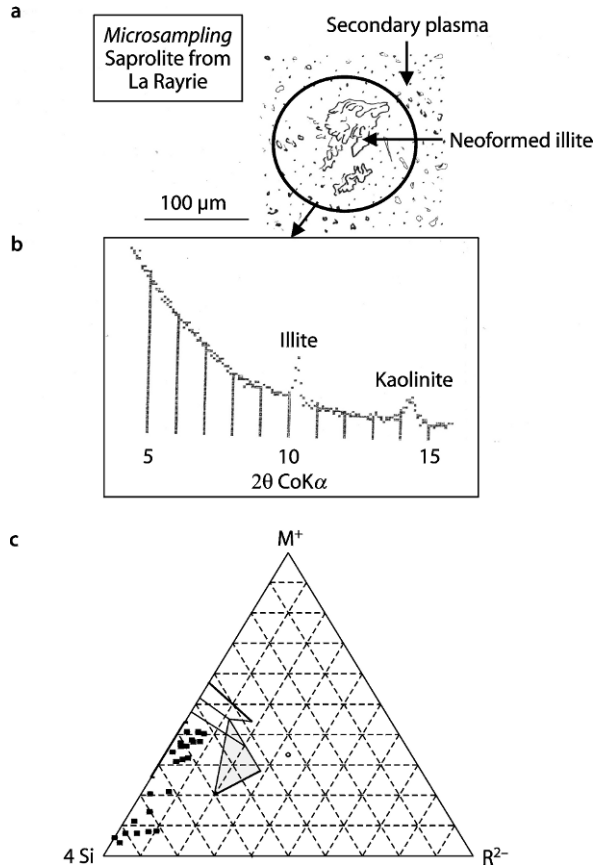 a
Microsampling
Saprolite from
La Rayrie
Secondary plasma
Neoformed illite
100 µm
b
Illite
Kaolinite
5 10 15
2θ CoKα
c
M⁺
4 Si
R²⁻